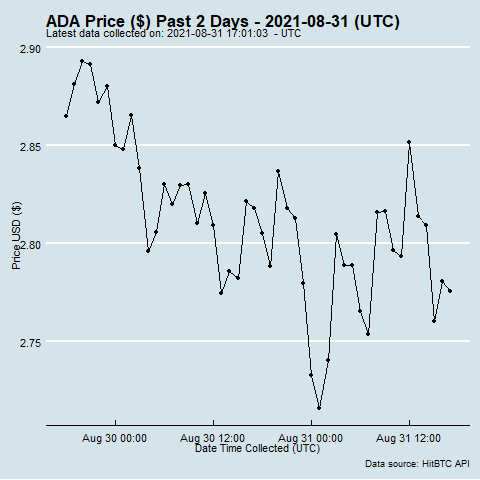 ADA Price ($) Past 2 Days - 2021-08-31 (UTC)
Latest data collected on: 2021-08-31 17:01:03  - UTC
2.90
2.85
2.80
2.75
Price USD ($)
Aug 30 00:00
Aug 30 12:00
Aug 31 00:00
Aug 31 12:00
Date Time Collected (UTC)
Data source: HitBTC API